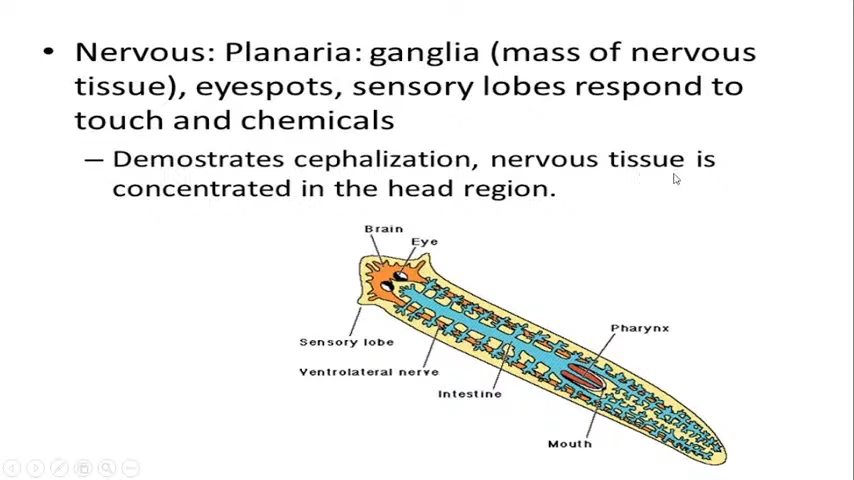 • Nervous: Planaria: ganglia (mass of nervous
tissue), eyespots, sensory lobes respond to
touch and chemicals
– Demostrates cephalization, nervous tissue is
concentrated in the head region.
Brain
Eye
Pharynx
Sensory lobe
Ventrolateral nerve
Intestine
Mouth